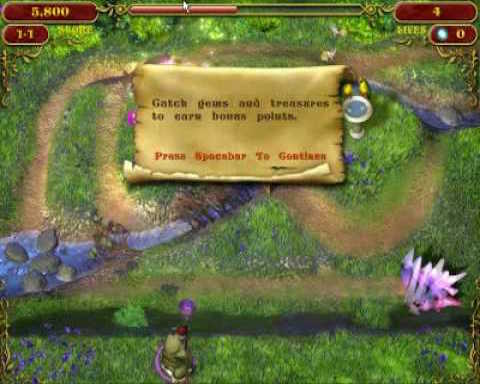 5,800
4
1-1
SCORE
LIVES
0
Catch gems and treasures
to earn bonus points.
Press Spacebar To Continue